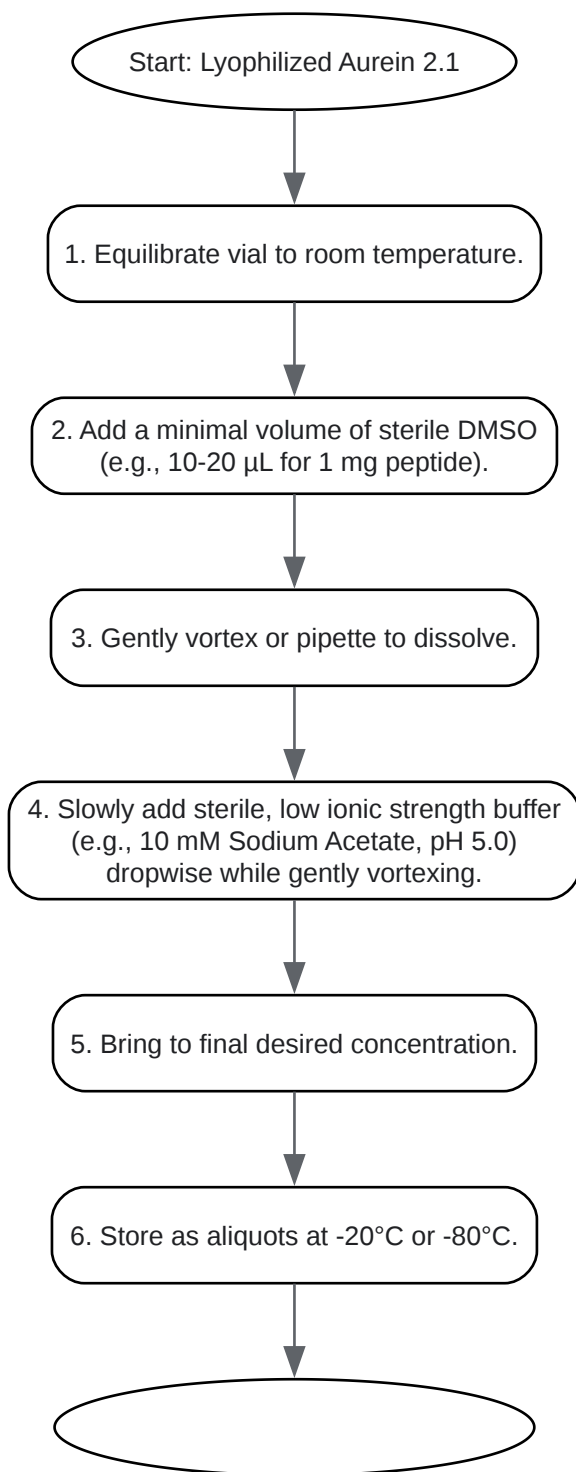 Start: Lyophilized Aurein 2.1
1. Equilibrate vial to room temperature.
2. Add a minimal volume of sterile DMSO
(e.g., 10-20 µL for 1 mg peptide).
3. Gently vortex or pipette to dissolve.
4. Slowly add sterile, low ionic strength buffer
(e.g., 10 mM Sodium Acetate, pH 5.0)
dropwise while gently vortexing.
5. Bring to final desired concentration.
6. Store as aliquots at -20°C or -80°C.